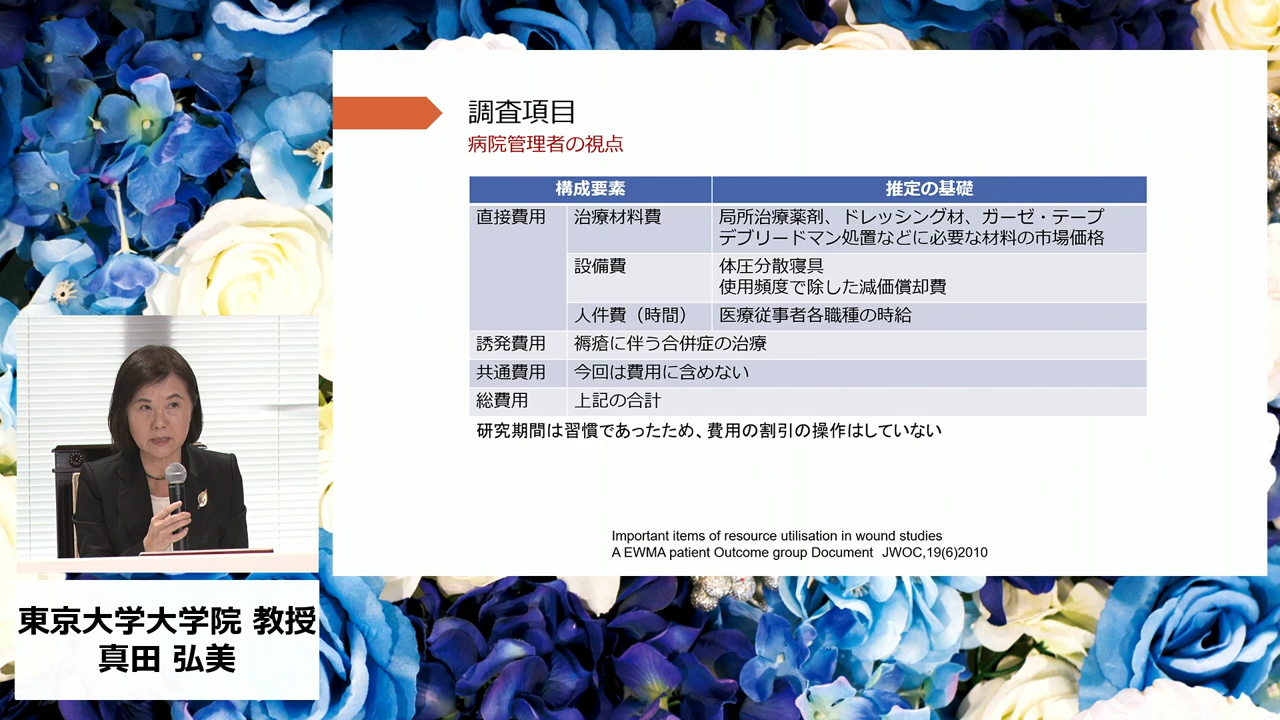 調査項目
病院管理者の視点
構成要素 推定の基礎
直接費用 治療材料費 局所治療薬剤、ドレッシング材、ガーゼ・テープ
デブリードマン処置などに必要な材料の市場価格
設備費 体圧分散寝具
使用頻度で除した減価償却費
人件費（時間） 医療従事者各職種の時給
誘発費用 褥瘡に伴う合併症の治療
共通費用 今回は費用に含めない
総費用 上記の合計
研究期間は習慣であったため、費用の割引の操作はしていない
Important items of resource utilisation in wound studies
A EWMA patient Outcome group Document JWOC,19(6)2010
東京大学大学院 教授
真田 弘美